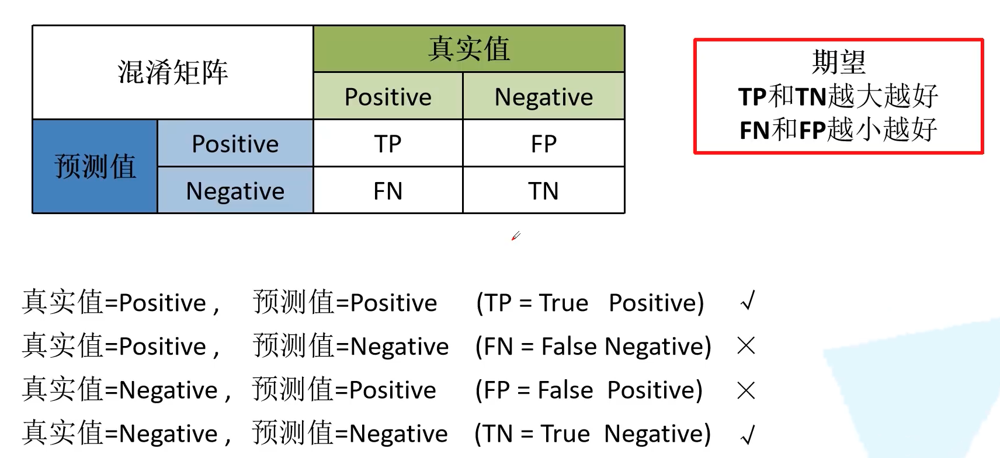 混淆矩阵
真实值
Positive Negative
预测值
Positive TP FP
Negative FN TN
期望
TP和TN越大越好
FN和FP越小越好
真实值=Positive , 预测值=Positive (TP = True Positive) √
真实值=Positive , 预测值=Negative (FN = False Negative) ×
真实值=Negative , 预测值=Positive (FP = False Positive) ×
真实值=Negative , 预测值=Negative (TN = True Negative) √